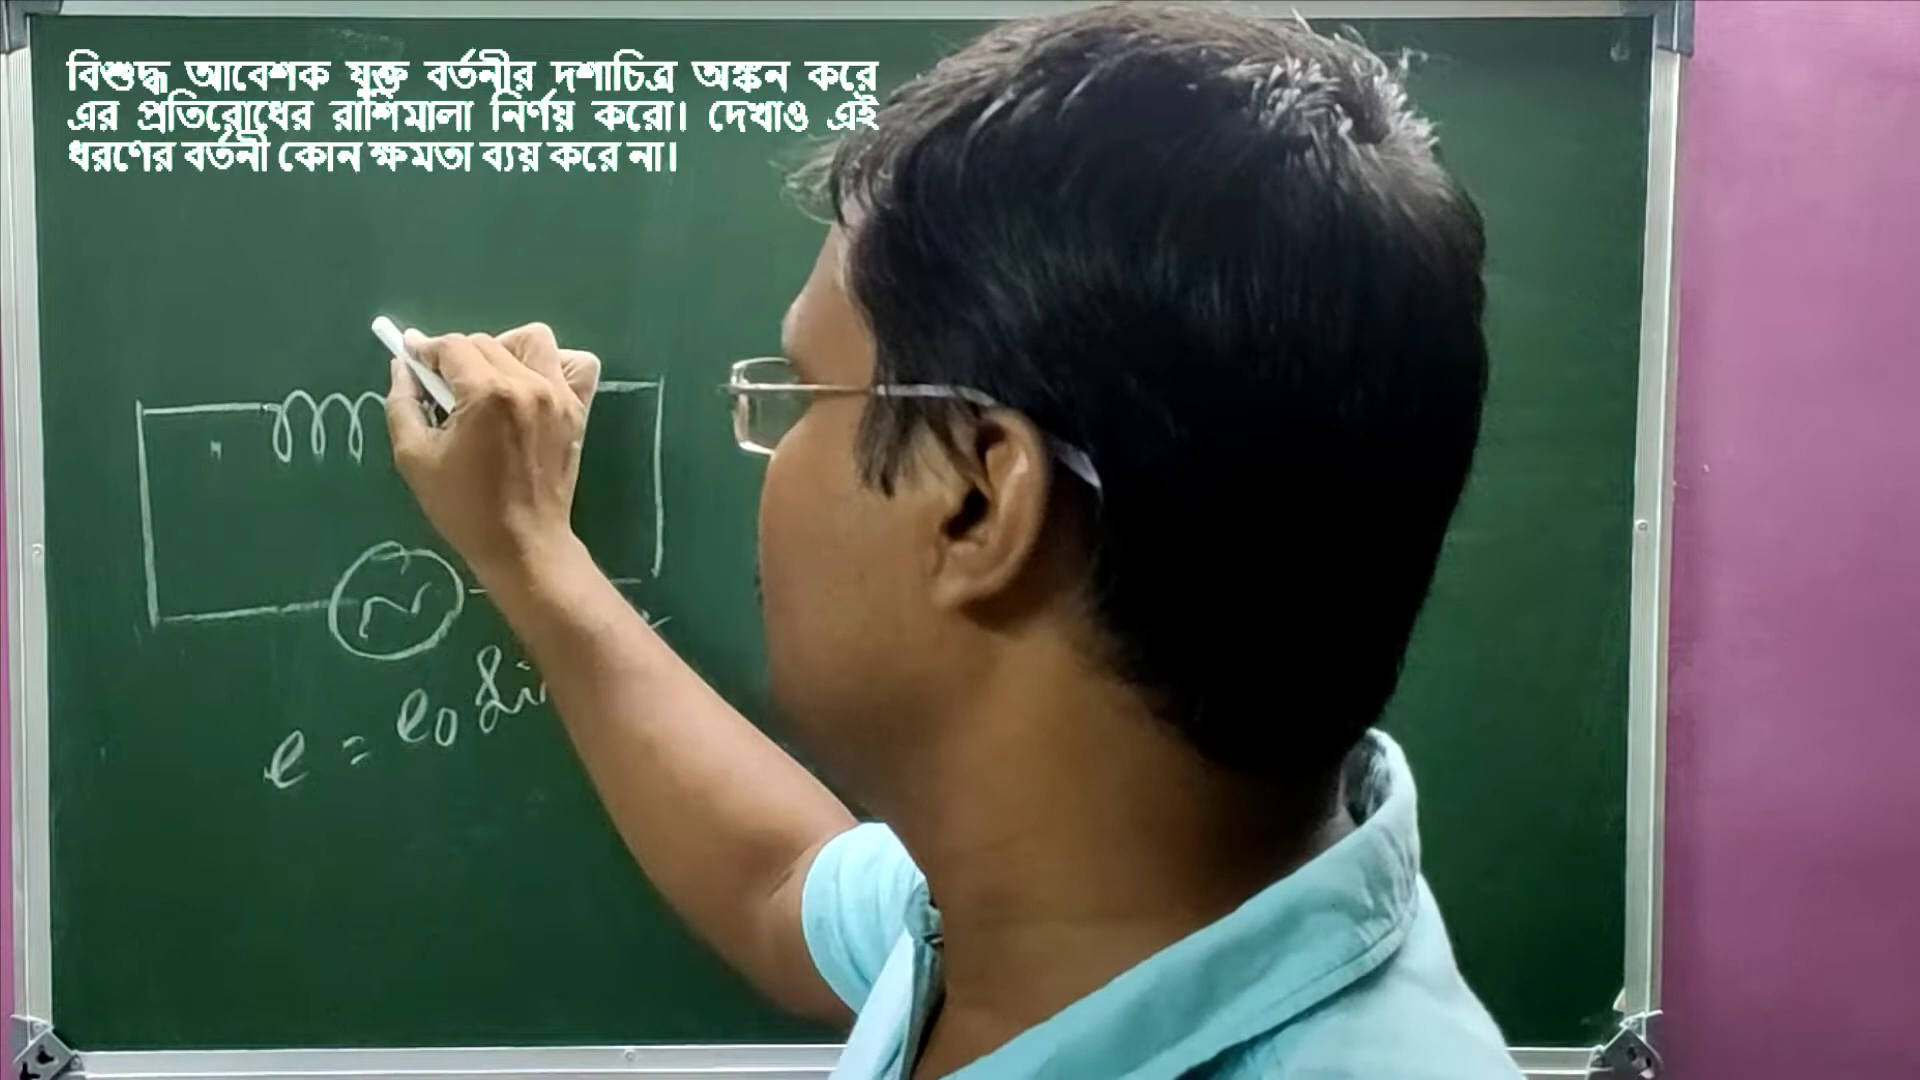 বিশুদ্ধ আবেশক যুক্ত বর্তনীর দশাচিত্র অঙ্কন করে
এর প্রতিরোধের রাশিমালা নির্ণয় করো। দেখাও এই
ধরণের বর্তনী কোন ক্ষমতা ব্যয় করে না।
e = e₀ Sin